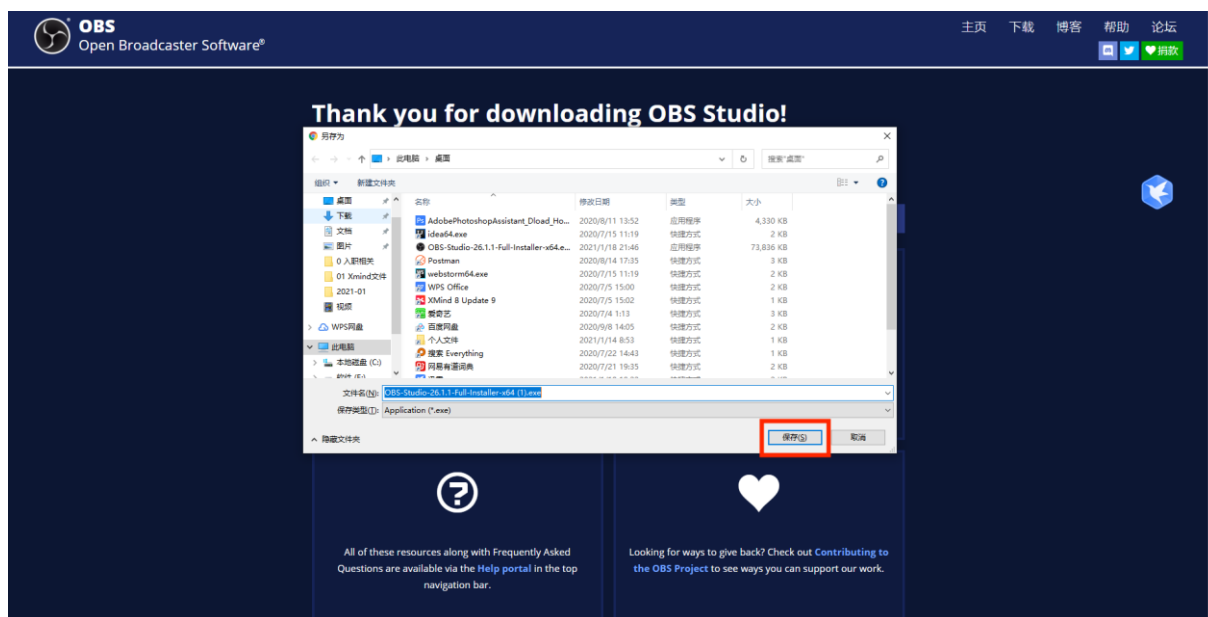 OBS
Open Broadcaster Software®
主页 下载 博客 帮助 论坛
捐款
Thank you for downloading OBS Studio!
另存为
此电脑 › 桌面
搜索"桌面"
组织 新建文件夹
名称 修改日期 类型 大小
桌面
下载
文档
图片
0 入职相关
01 Xmind文件
2021-01
视频
WPS网盘
此电脑
本地磁盘 (C:)
AdobePhotoshopAssistant_Dload_Ho... 2020/8/11 13:52 应用程序 4,330 KB
idea64.exe 2020/7/15 11:19 快捷方式 2 KB
OBS-Studio-26.1.1-Full-Installer-x64.e... 2021/1/18 21:46 应用程序 73,836 KB
Postman 2020/8/14 17:35 快捷方式 3 KB
webstorm64.exe 2020/7/15 11:19 快捷方式 2 KB
WPS Office 2020/7/5 15:00 快捷方式 2 KB
XMind 8 Update 9 2020/7/5 15:02 快捷方式 1 KB
爱奇艺 2020/7/4 1:13 快捷方式 3 KB
百度网盘 2020/9/8 14:05 快捷方式 2 KB
个人文件 2021/1/14 8:53 快捷方式 1 KB
搜索 Everything 2020/7/22 14:43 快捷方式 1 KB
网易有道词典 2020/7/21 19:35 快捷方式 2 KB
文件名(N): OBS-Studio-26.1.1-Full-Installer-x64 (1).exe
保存类型(T): Application (*.exe)
隐藏文件夹
保存(S) 取消
All of these resources along with Frequently Asked
Questions are available via the Help portal in the top
navigation bar.
Looking for ways to give back? Check out Contributing to
the OBS Project to see ways you can support our work.